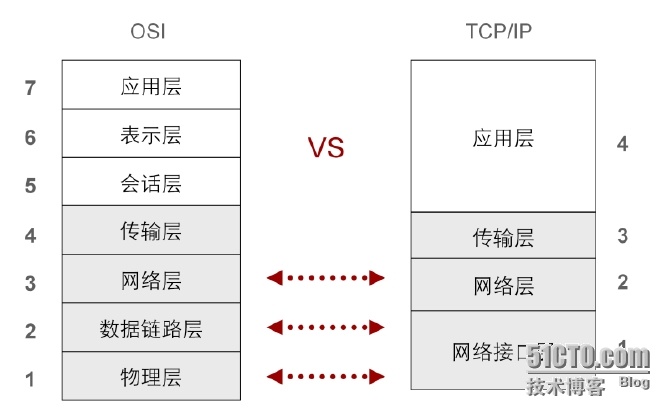 OSI
TCP/IP
7
应用层
6
表示层
5
会话层
4
传输层
3
网络层
2
数据链路层
1
物理层
VS
应用层
4
传输层
3
网络层
2
网络接口层
1
51CTO.com
技术博客 Blog